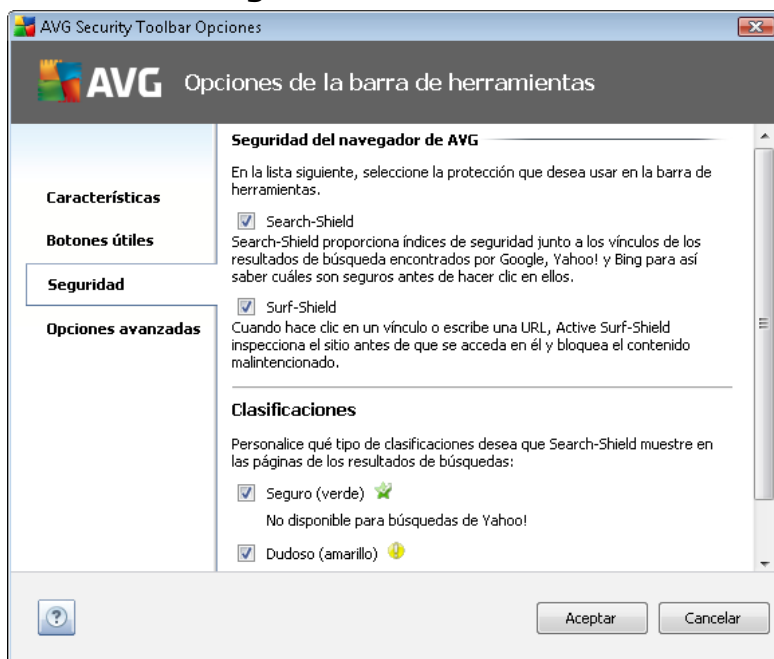 AVG Security Toolbar Opciones
AVG Opciones de la barra de herramientas
Características
Botones útiles
Seguridad
Opciones avanzadas
Seguridad del navegador de AVG
En la lista siguiente, seleccione la protección que desea usar en la barra de
herramientas.
Search-Shield
Search-Shield proporciona índices de seguridad junto a los vínculos de los
resultados de búsqueda encontrados por Google, Yahoo! y Bing para así
saber cuáles son seguros antes de hacer clic en ellos.
Surf-Shield
Cuando hace clic en un vínculo o escribe una URL, Active Surf-Shield
inspecciona el sitio antes de que se acceda en él y bloquea el contenido
malintencionado.
Clasificaciones
Personalice qué tipo de clasificaciones desea que Search-Shield muestre en
las páginas de los resultados de búsquedas:
Seguro (verde)
No disponible para búsquedas de Yahoo!
Dudoso (amarillo)
?
Aceptar
Cancelar